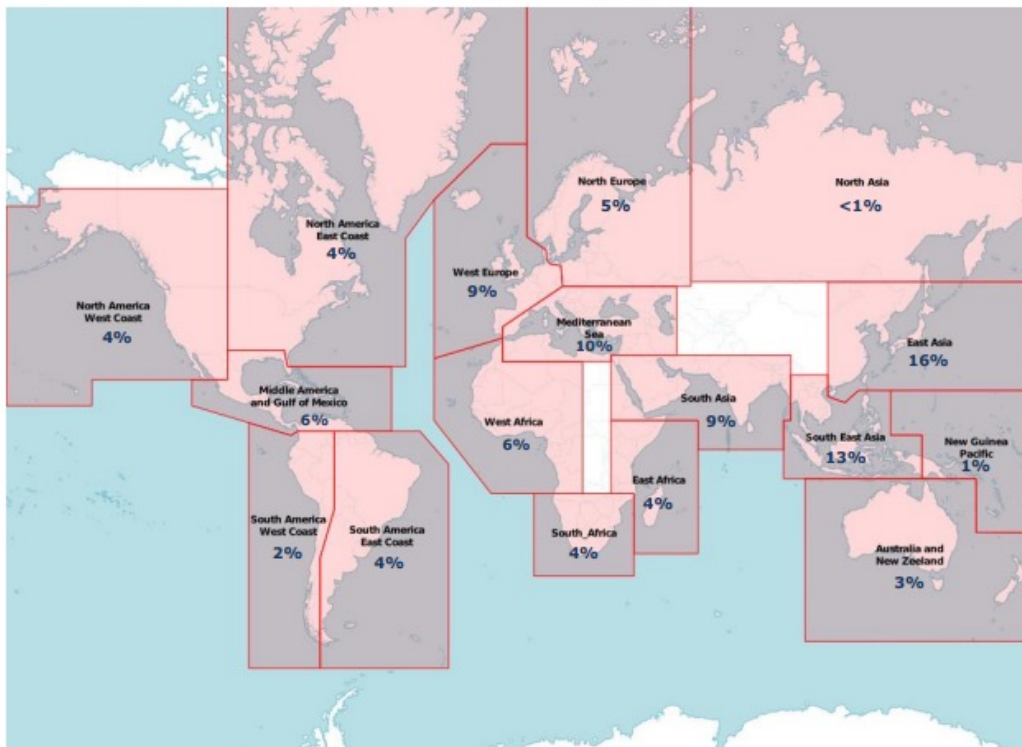 North Europe
5%
North Asia
<1%
North America
East Coast
4%
West Europe
9%
North America
West Coast
4%
Mediterranean
Sea
10%
East Asia
16%
Middle America
and Gulf of Mexico
6%
South Asia
9%
West Africa
6%
South East Asia
13%
New Guinea
Pacific
1%
East Africa
4%
South America
West Coast
2%
South America
East Coast
4%
South_Africa
4%
Australia and
New Zeeland
3%